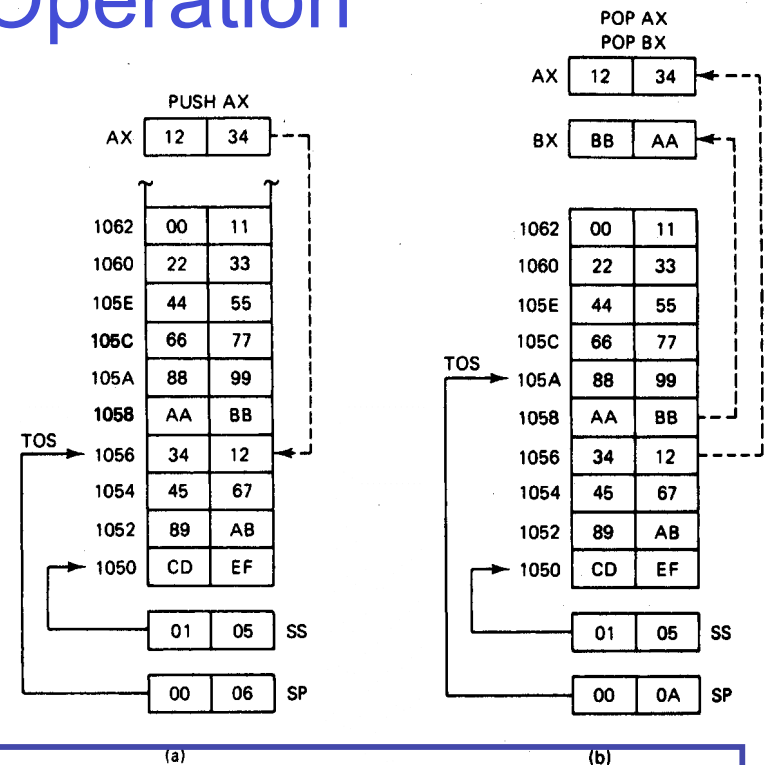 Operation
PUSH AX
AX 12 34
1062 00 11
1060 22 33
105E 44 55
105C 66 77
105A 88 99
1058 AA BB
TOS 1056 34 12
1054 45 67
1052 89 AB
1050 CD EF
01 05 SS
00 06 SP
(a)
POP AX
POP BX
AX 12 34
BX BB AA
1062 00 11
1060 22 33
105E 44 55
105C 66 77
TOS 105A 88 99
1058 AA BB
1056 34 12
1054 45 67
1052 89 AB
1050 CD EF
01 05 SS
00 0A SP
(b)